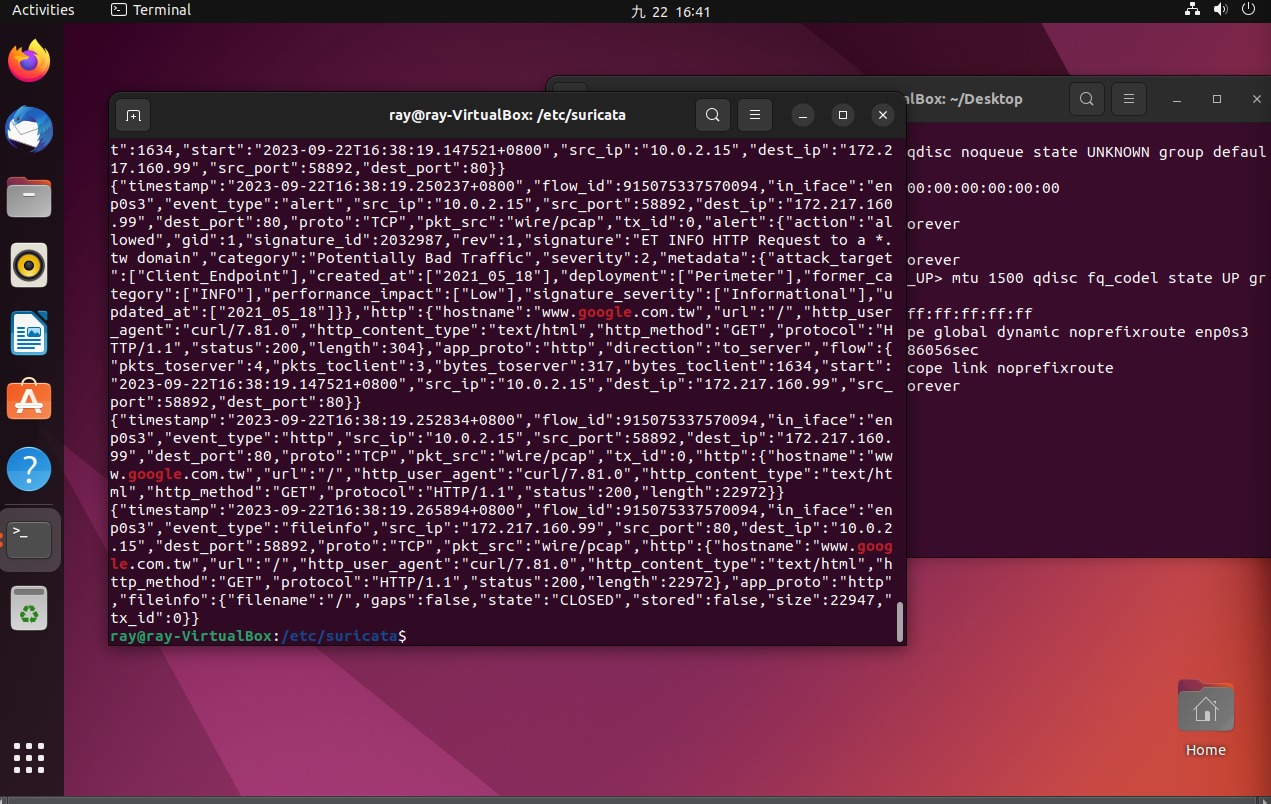 Activities
Terminal
九 22 16:41
ray@ray-VirtualBox: /etc/suricata
t":1634,"start":"2023-09-22T16:38:19.147521+0800","src_ip":"10.0.2.15","dest_ip":"172.2
17.160.99","src_port":58892,"dest_port":80}}
{"timestamp":"2023-09-22T16:38:19.250237+0800","flow_id":915075337570094,"in_iface":"en
p0s3","event_type":"alert","src_ip":"10.0.2.15","src_port":58892,"dest_ip":"172.217.160
.99","dest_port":80,"proto":"TCP","pkt_src":"wire/pcap","tx_id":0,"alert":{"action":"al
lowed","gid":1,"signature_id":2032987,"rev":1,"signature":"ET INFO HTTP Request to a *.
tw domain","category":"Potentially Bad Traffic","severity":2,"metadata":{"attack_target
":["Client_Endpoint"],"created_at":["2021_05_18"],"deployment":["Perimeter"],"former_ca
tegory":["INFO"],"performance_impact":["Low"],"signature_severity":["Informational"],"u
pdated_at":["2021_05_18"]}},"http":{"hostname":"www.google.com.tw","url":"/","http_user
_agent":"curl/7.81.0","http_content_type":"text/html","http_method":"GET","protocol":"H
TTP/1.1","status":200,"length":304},"app_proto":"http","direction":"to_server","flow":{
"pkts_toserver":4,"pkts_toclient":3,"bytes_toserver":317,"bytes_toclient":1634,"start":
"2023-09-22T16:38:19.147521+0800","src_ip":"10.0.2.15","dest_ip":"172.217.160.99","src_
port":58892,"dest_port":80}}
{"timestamp":"2023-09-22T16:38:19.252834+0800","flow_id":915075337570094,"in_iface":"en
p0s3","event_type":"http","src_ip":"10.0.2.15","src_port":58892,"dest_ip":"172.217.160.
99","dest_port":80,"proto":"TCP","pkt_src":"wire/pcap","tx_id":0,"http":{"hostname":"ww
w.google.com.tw","url":"/","http_user_agent":"curl/7.81.0","http_content_type":"text/ht
ml","http_method":"GET","protocol":"HTTP/1.1","status":200,"length":22972}}
{"timestamp":"2023-09-22T16:38:19.265894+0800","flow_id":915075337570094,"in_iface":"en
p0s3","event_type":"fileinfo","src_ip":"172.217.160.99","src_port":80,"dest_ip":"10.0.2
.15","dest_port":58892,"proto":"TCP","pkt_src":"wire/pcap","http":{"hostname":"www.goog
le.com.tw","url":"/","http_user_agent":"curl/7.81.0","http_content_type":"text/html","h
ttp_method":"GET","protocol":"HTTP/1.1","status":200,"length":22972},"app_proto":"http"
,"fileinfo":{"filename":"/","gaps":false,"state":"CLOSED","stored":false,"size":22947,"
tx_id":0}}
ray@ray-VirtualBox:/etc/suricata$
alBox: ~/Desktop
qdisc noqueue state UNKNOWN group defaul
00:00:00:00:00:00
orever
orever
_UP> mtu 1500 qdisc fq_codel state UP gr
ff:ff:ff:ff:ff
pe global dynamic noprefixroute enp0s3
86056sec
cope link noprefixroute
orever
Home